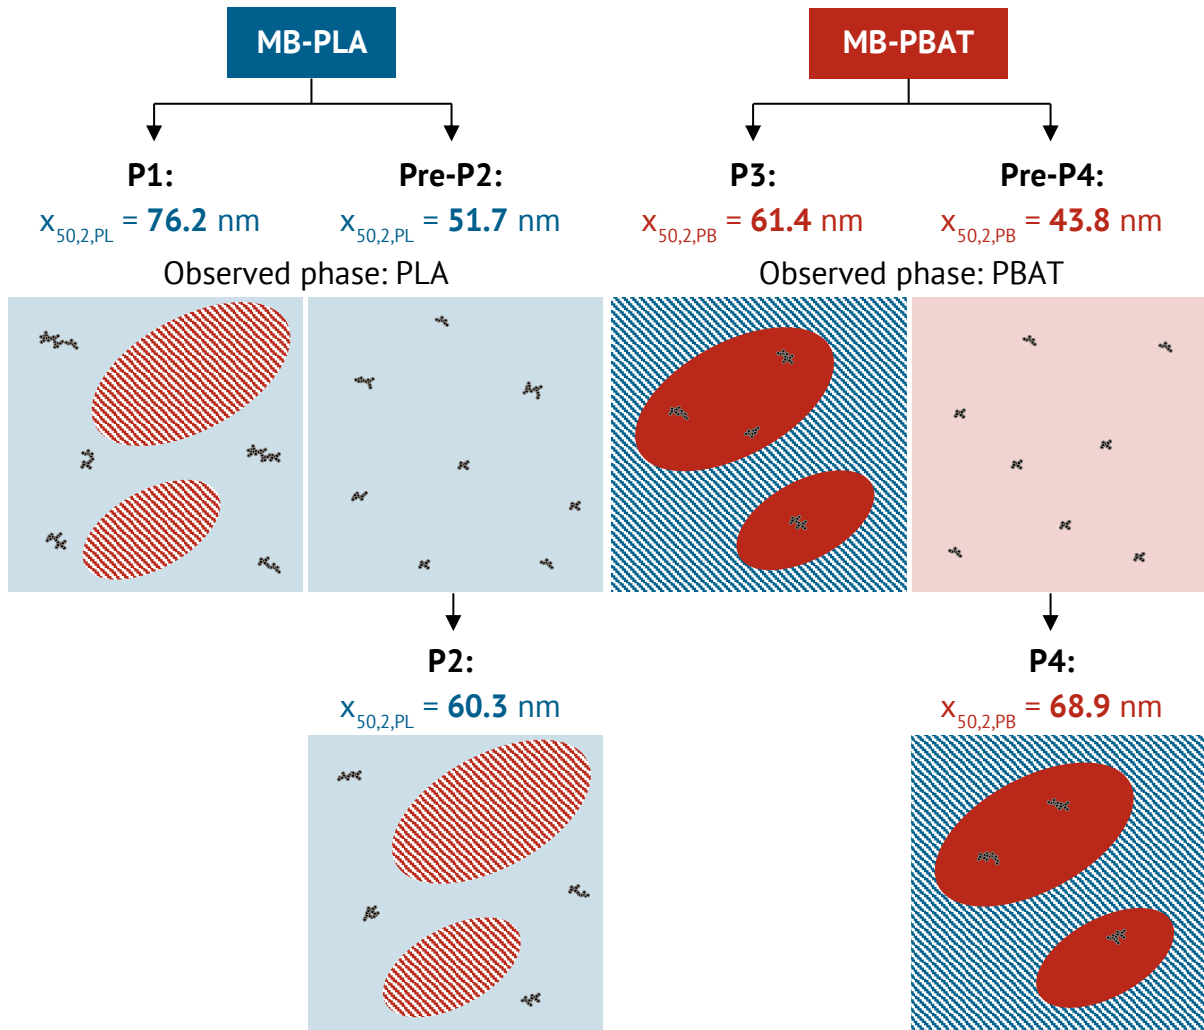 MB-PLA
MB-PBAT
P1:
Pre-P2:
P3:
Pre-P4:
x50,2,PL = 76.2 nm
x50,2,PL = 51.7 nm
x50,2,PB = 61.4 nm
x50,2,PB = 43.8 nm
Observed phase: PLA
Observed phase: PBAT
P2:
P4:
x50,2,PL = 60.3 nm
x50,2,PB = 68.9 nm